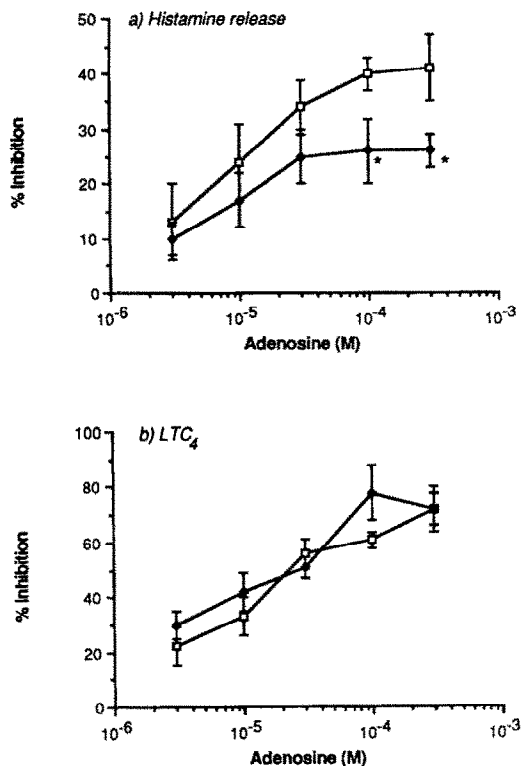 a) Histamine release
50
40
30
20
10
0
% Inhibition
* *
10⁻⁶ 10⁻⁵ 10⁻⁴ 10⁻³
Adenosine (M)
b) LTC₄
100
80
60
40
20
0
% Inhibition
10⁻⁶ 10⁻⁵ 10⁻⁴ 10⁻³
Adenosine (M)